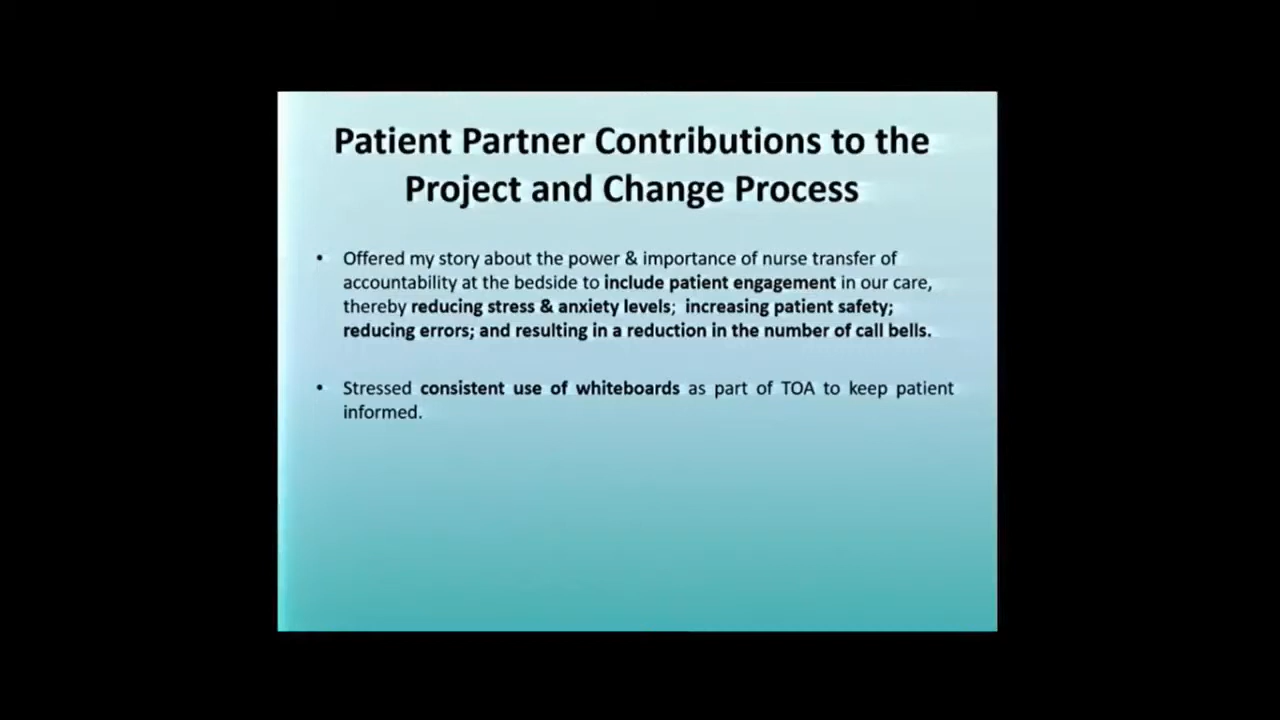 Patient Partner Contributions to the
Project and Change Process
• Offered my story about the power & importance of nurse transfer of
accountability at the bedside to include patient engagement in our care,
thereby reducing stress & anxiety levels; increasing patient safety;
reducing errors; and resulting in a reduction in the number of call bells.
• Stressed consistent use of whiteboards as part of TOA to keep patient
informed.